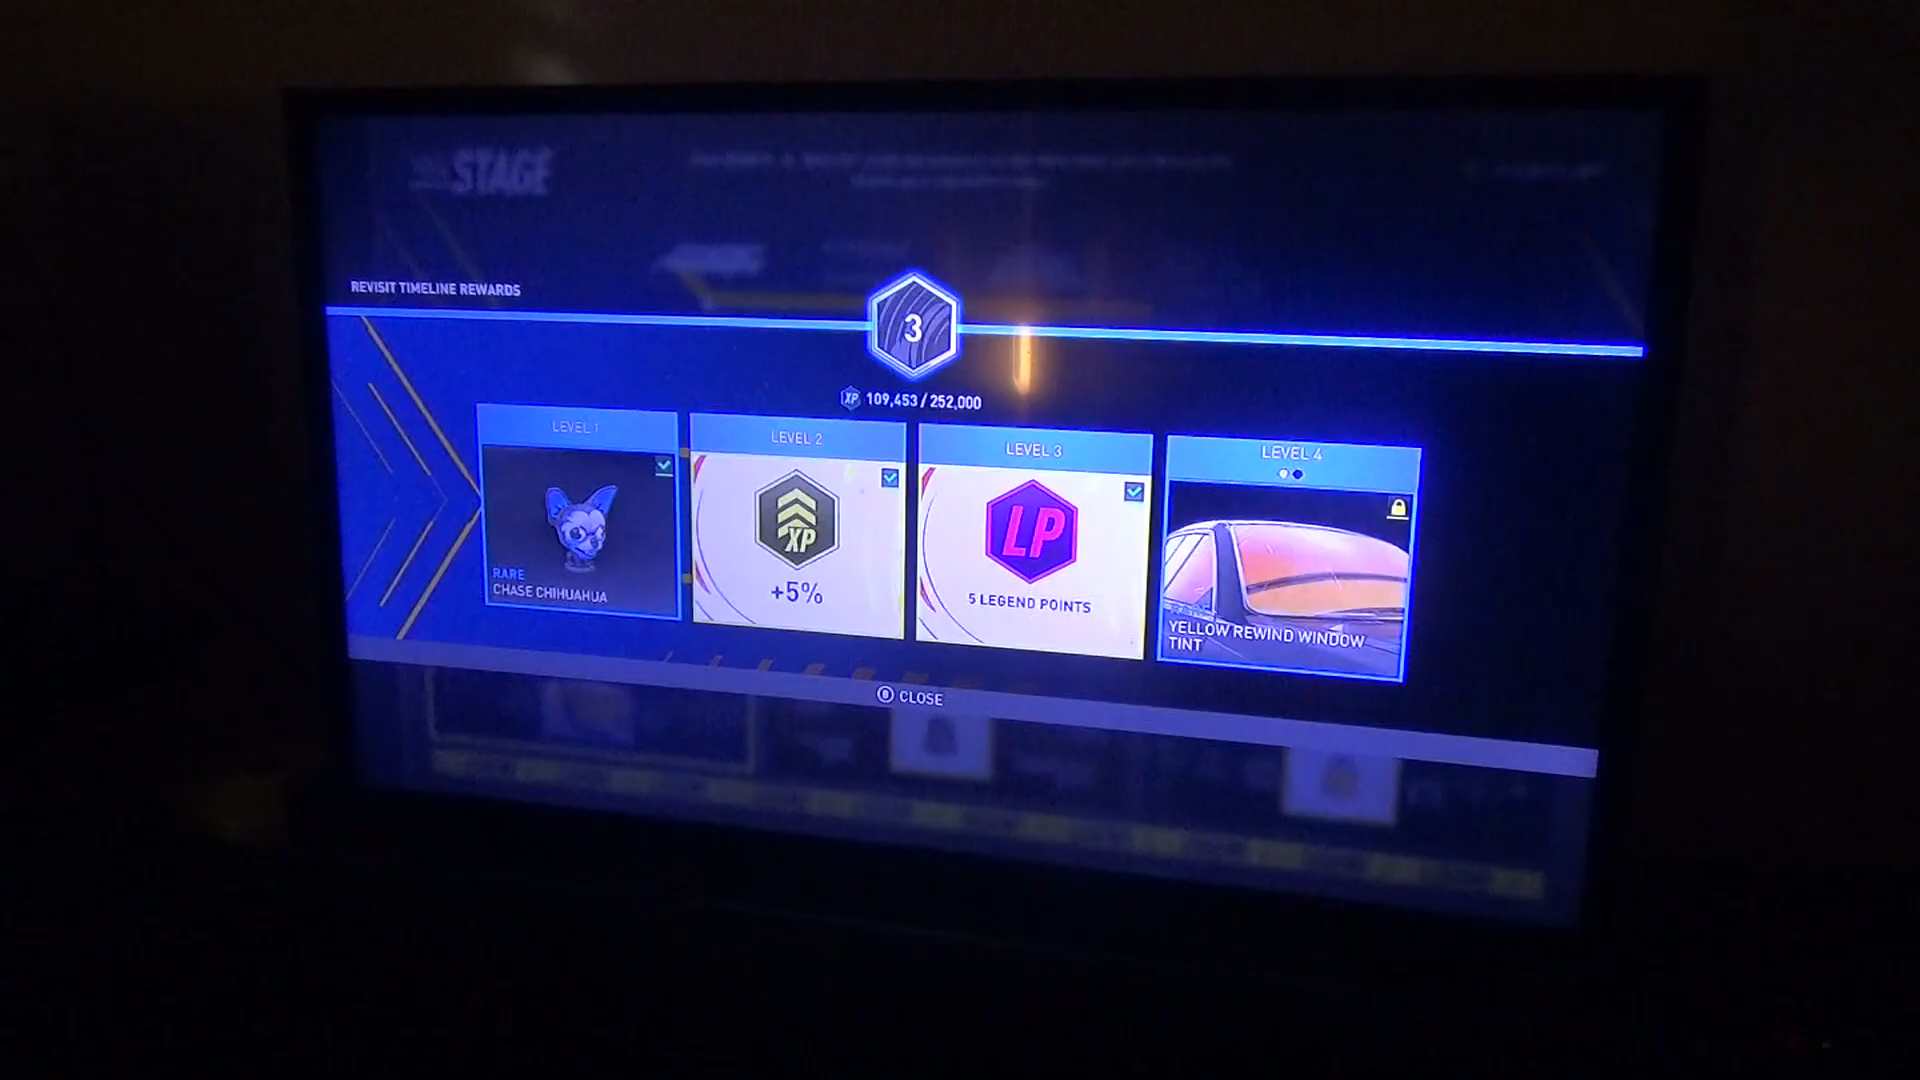 STAGE
REVISIT TIMELINE REWARDS
3
XP 109,453 / 252,000
LEVEL 1
RARE
CHASE CHIHUAHUA
LEVEL 2
XP
+5%
LEVEL 3
LP
5 LEGEND POINTS
LEVEL 4
YELLOW REWIND WINDOW
TINT
B CLOSE